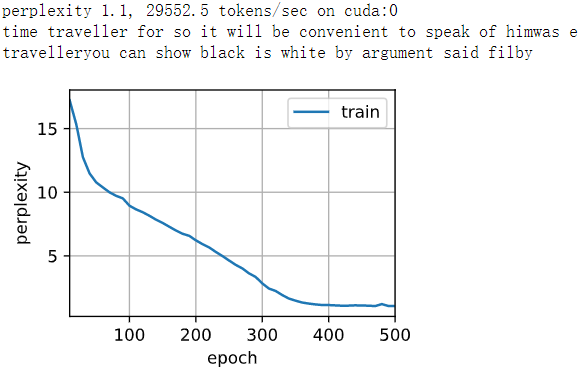 perplexity 1.1, 29552.5 tokens/sec on cuda:0
time traveller for so it will be convenient to speak of himwas e
travelleryou can show black is white by argument said filby
train
15
10
5
perplexity
100 200 300 400 500
epoch